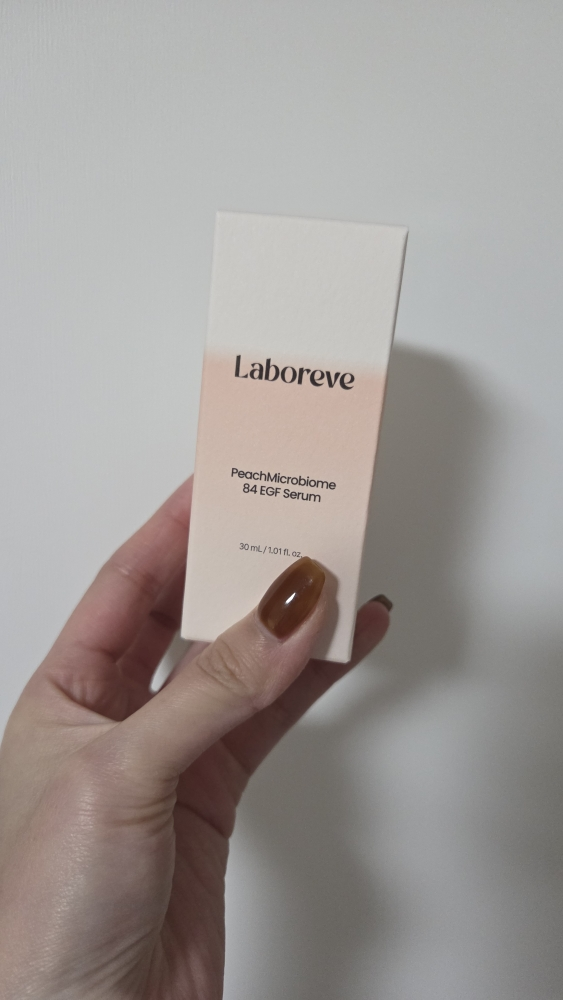 Laboreve
PeachMicrobiome
84 EGF Serum
30 mL / 1.01 fl. oz.